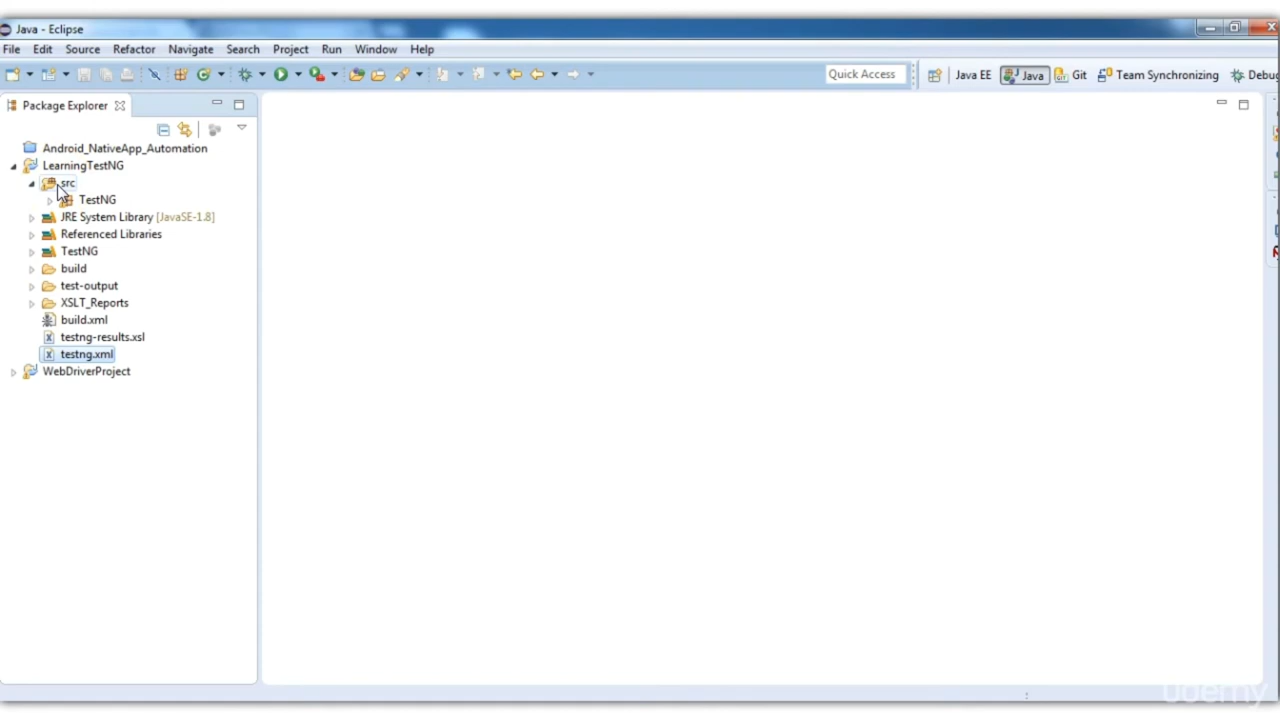 Java - Eclipse
File Edit Source Refactor Navigate Search Project Run Window Help
Quick Access Java EE Java Git Team Synchronizing Debug
Package Explorer
Android_NativeApp_Automation
LearningTestNG
src
TestNG
JRE System Library [JavaSE-1.8]
Referenced Libraries
TestNG
build
test-output
XSLT_Reports
build.xml
testng-results.xsl
testng.xml
WebDriverProject
udemy